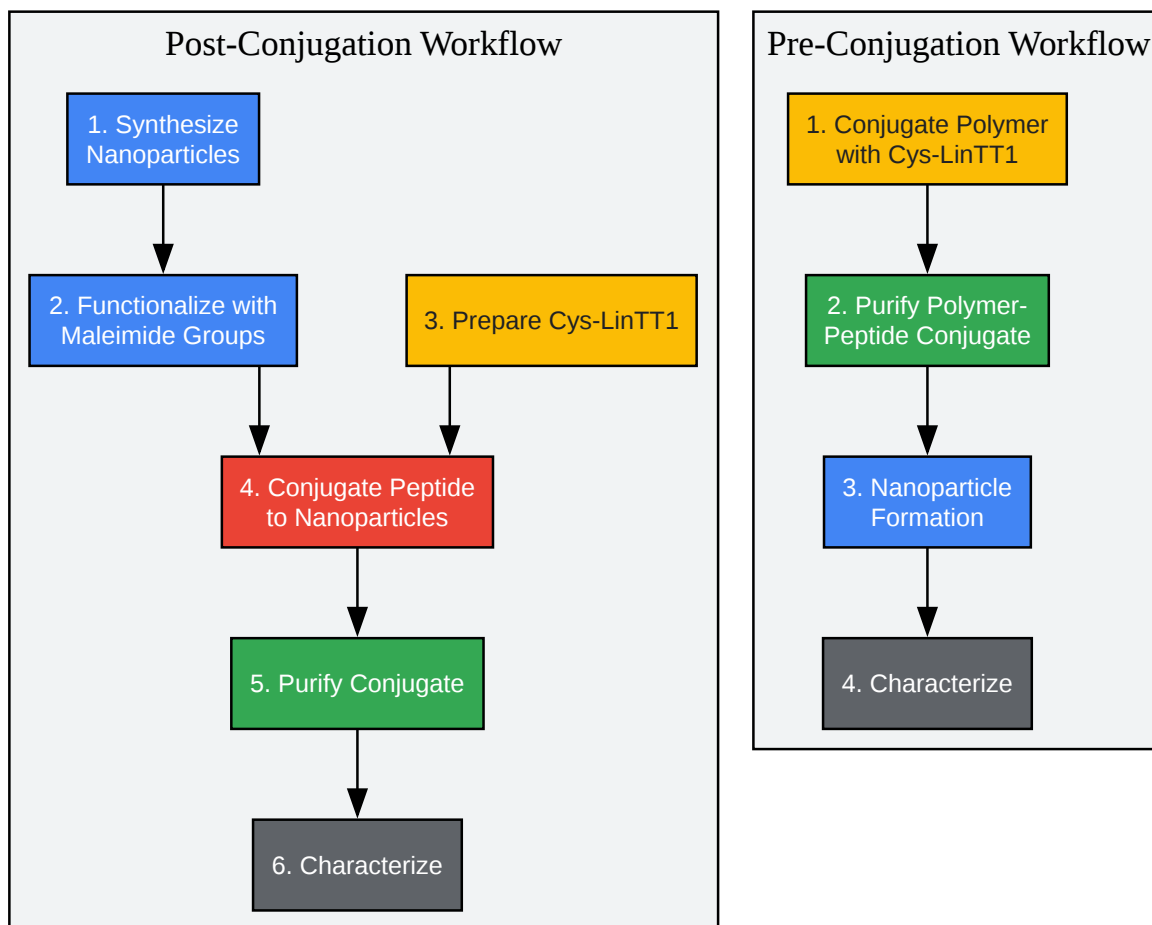 Post-Conjugation Workflow
1. Synthesize
Nanoparticles
2. Functionalize with
Maleimide Groups
3. Prepare Cys-LinTT1
4. Conjugate Peptide
to Nanoparticles
5. Purify Conjugate
6. Characterize
Pre-Conjugation Workflow
1. Conjugate Polymer
with Cys-LinTT1
2. Purify Polymer-
Peptide Conjugate
3. Nanoparticle
Formation
4. Characterize